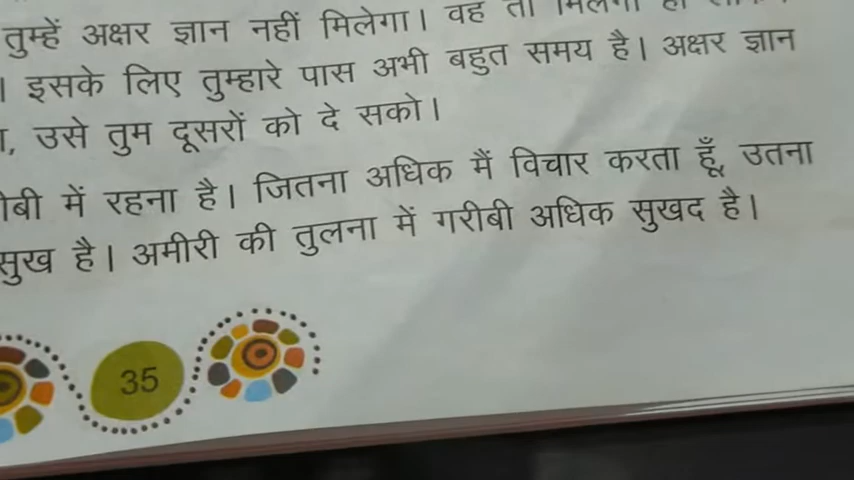 तुम्हें अक्षर ज्ञान नहीं मिलेगा। वह तो
। इसके लिए तुम्हारे पास अभी बहुत समय है। अक्षर ज्ञान
, उसे तुम दूसरों को दे सको।
में रहना है। जितना अधिक मैं विचार करता हूँ, उतना
सुख है। अमीरी की तुलना में गरीबी अधिक सुखद है।
35